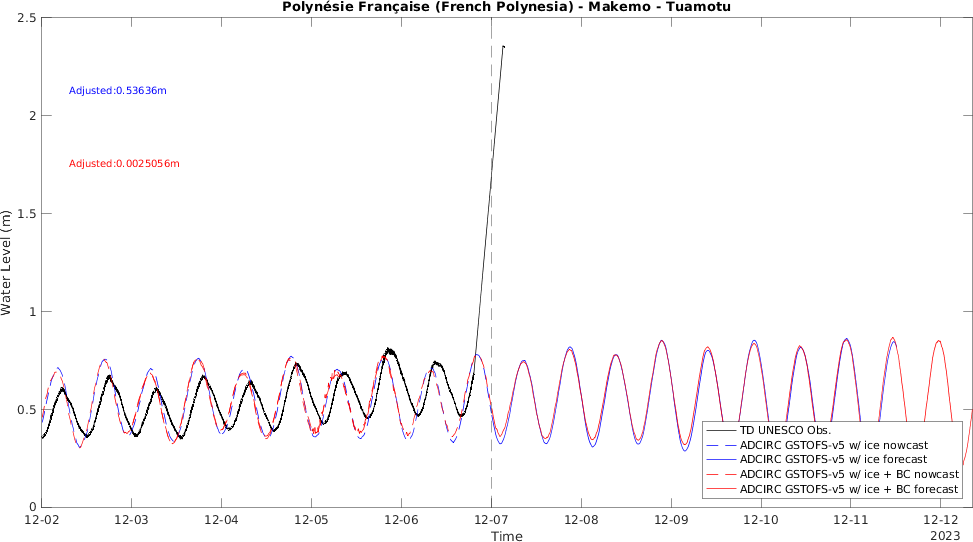 Polynésie Française (French Polynesia) - Makemo - Tuamotu
2.5
2
1.5
1
0.5
0
Water Level (m)
Adjusted:0.53636m
Adjusted:0.0025056m
TD UNESCO Obs.
ADCIRC GSTOFS-v5 w/ ice nowcast
ADCIRC GSTOFS-v5 w/ ice forecast
ADCIRC GSTOFS-v5 w/ ice + BC nowcast
ADCIRC GSTOFS-v5 w/ ice + BC forecast
12-02 12-03 12-04 12-05 12-06 12-07 12-08 12-09 12-10 12-11 12-12
2023
Time